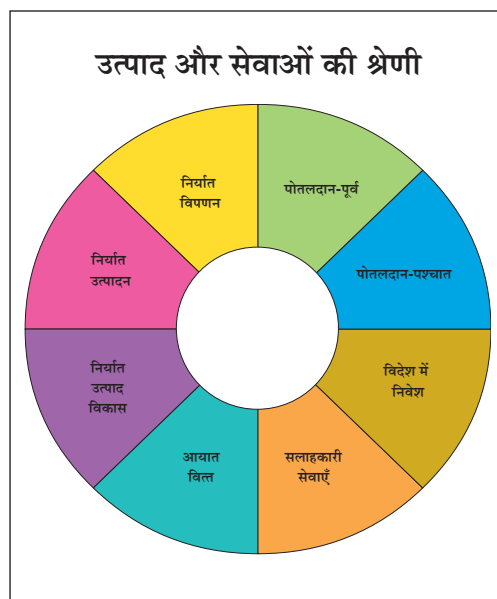 उत्पाद और सेवाओं की श्रेणी
पोतलदान-पूर्व
पोतलदान-पश्चात
विदेश में
निवेश
सलाहकारी
सेवाएँ
आयात
वित्त
निर्यात
उत्पाद
विकास
निर्यात
उत्पादन
निर्यात
विपणन